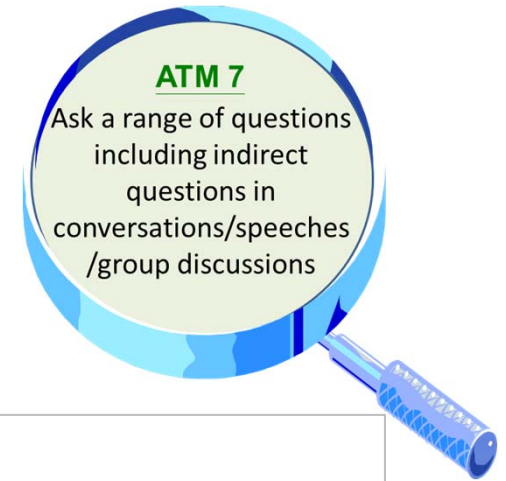 ATM 7
Ask a range of questions
including indirect
questions in
conversations/speeches
/group discussions